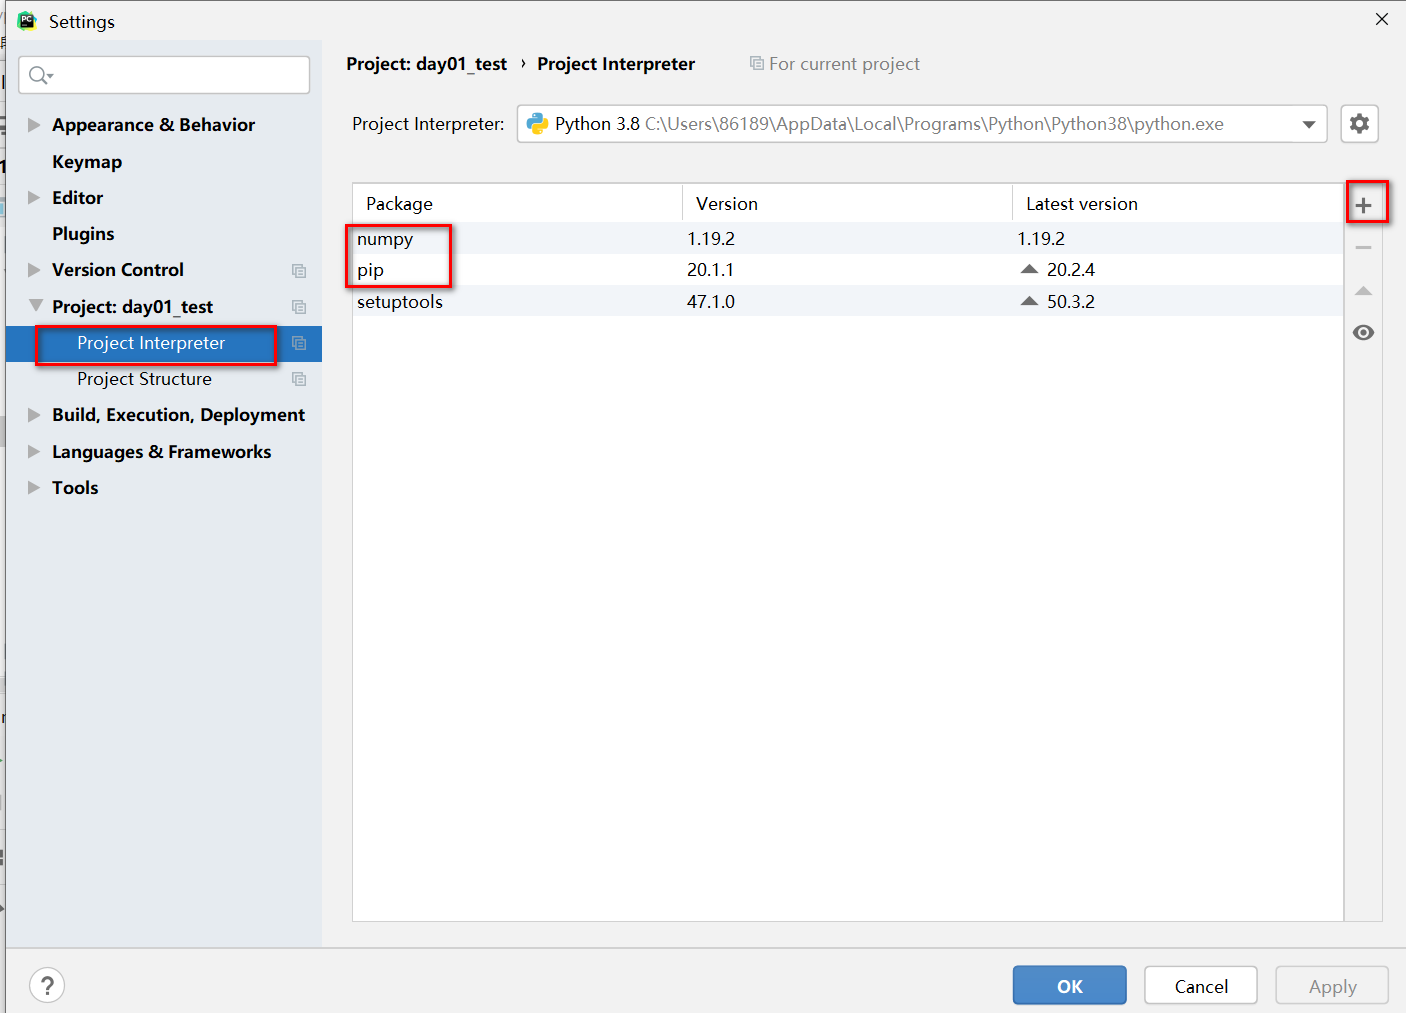 Settings
Project: day01_test › Project Interpreter For current project
Project Interpreter: Python 3.8 C:\Users\86189\AppData\Local\Programs\Python\Python38\python.exe
Appearance & Behavior
Keymap
Editor
Plugins
Version Control
Project: day01_test
Project Interpreter
Project Structure
Build, Execution, Deployment
Languages & Frameworks
Tools
Package Version Latest version
numpy 1.19.2 1.19.2
pip 20.1.1 20.2.4
setuptools 47.1.0 50.3.2
? OK Cancel Apply